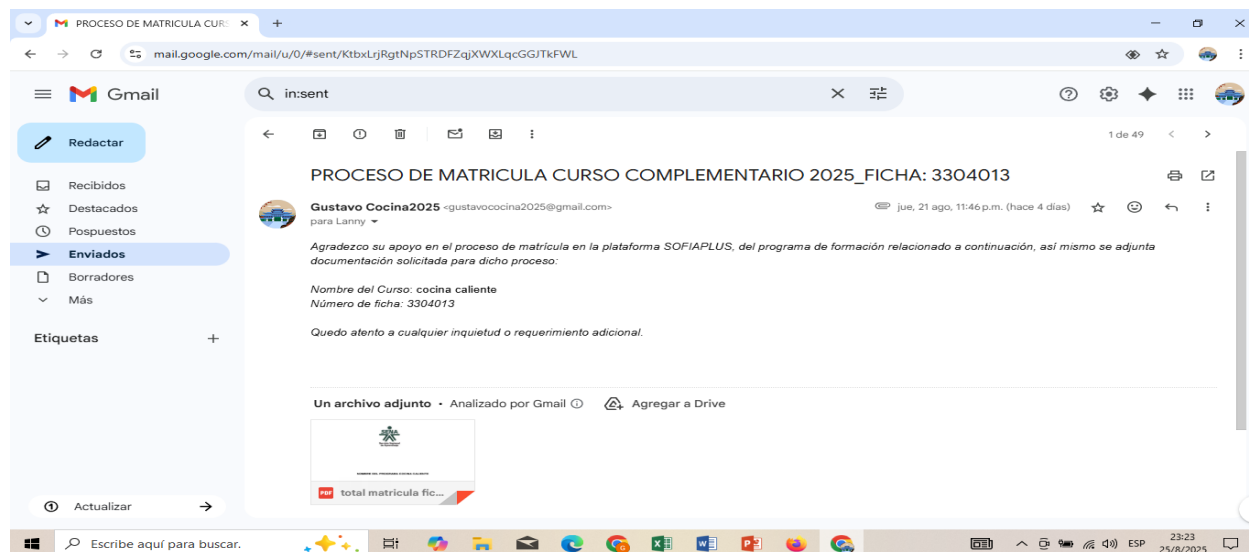 PROCESO DE MATRICULA CURS
mail.google.com/mail/u/0/#sent/KtbxLrjRgtNpSTRDFZqjXWXLqcGGJTkFWL
Gmail
in:sent
Redactar
1 de 49
PROCESO DE MATRICULA CURSO COMPLEMENTARIO 2025_FICHA: 3304013
Recibidos
Gustavo Cocina2025 <gustavococina2025@gmail.com>
jue, 21 ago, 11:46 p.m. (hace 4 días)
Destacados
para Lanny
Pospuestos
Enviados
Borradores
Más
Etiquetas
Agradezco su apoyo en el proceso de matrícula en la plataforma SOFIAPLUS, del programa de formación relacionado a continuación, así mismo se adjunta
documentación solicitada para dicho proceso:
Nombre del Curso: cocina caliente
Número de ficha: 3304013
Quedo atento a cualquier inquietud o requerimiento adicional.
Un archivo adjunto • Analizado por Gmail
Agregar a Drive
SENA
PDF total matricula fic...
Actualizar
Escribe aquí para buscar.
ESP
23:23
25/8/2025